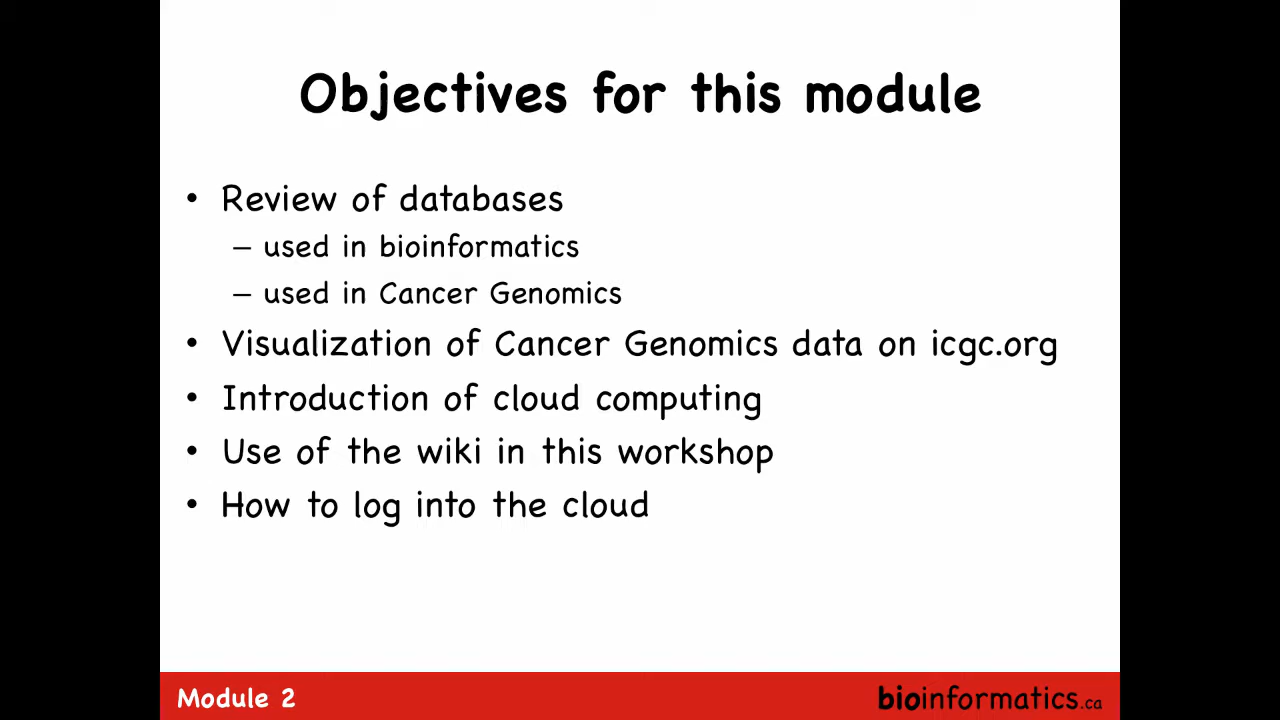 Objectives for this module
• Review of databases
– used in bioinformatics
– used in Cancer Genomics
• Visualization of Cancer Genomics data on icgc.org
• Introduction of cloud computing
• Use of the wiki in this workshop
• How to log into the cloud
Module 2
bioinformatics.ca